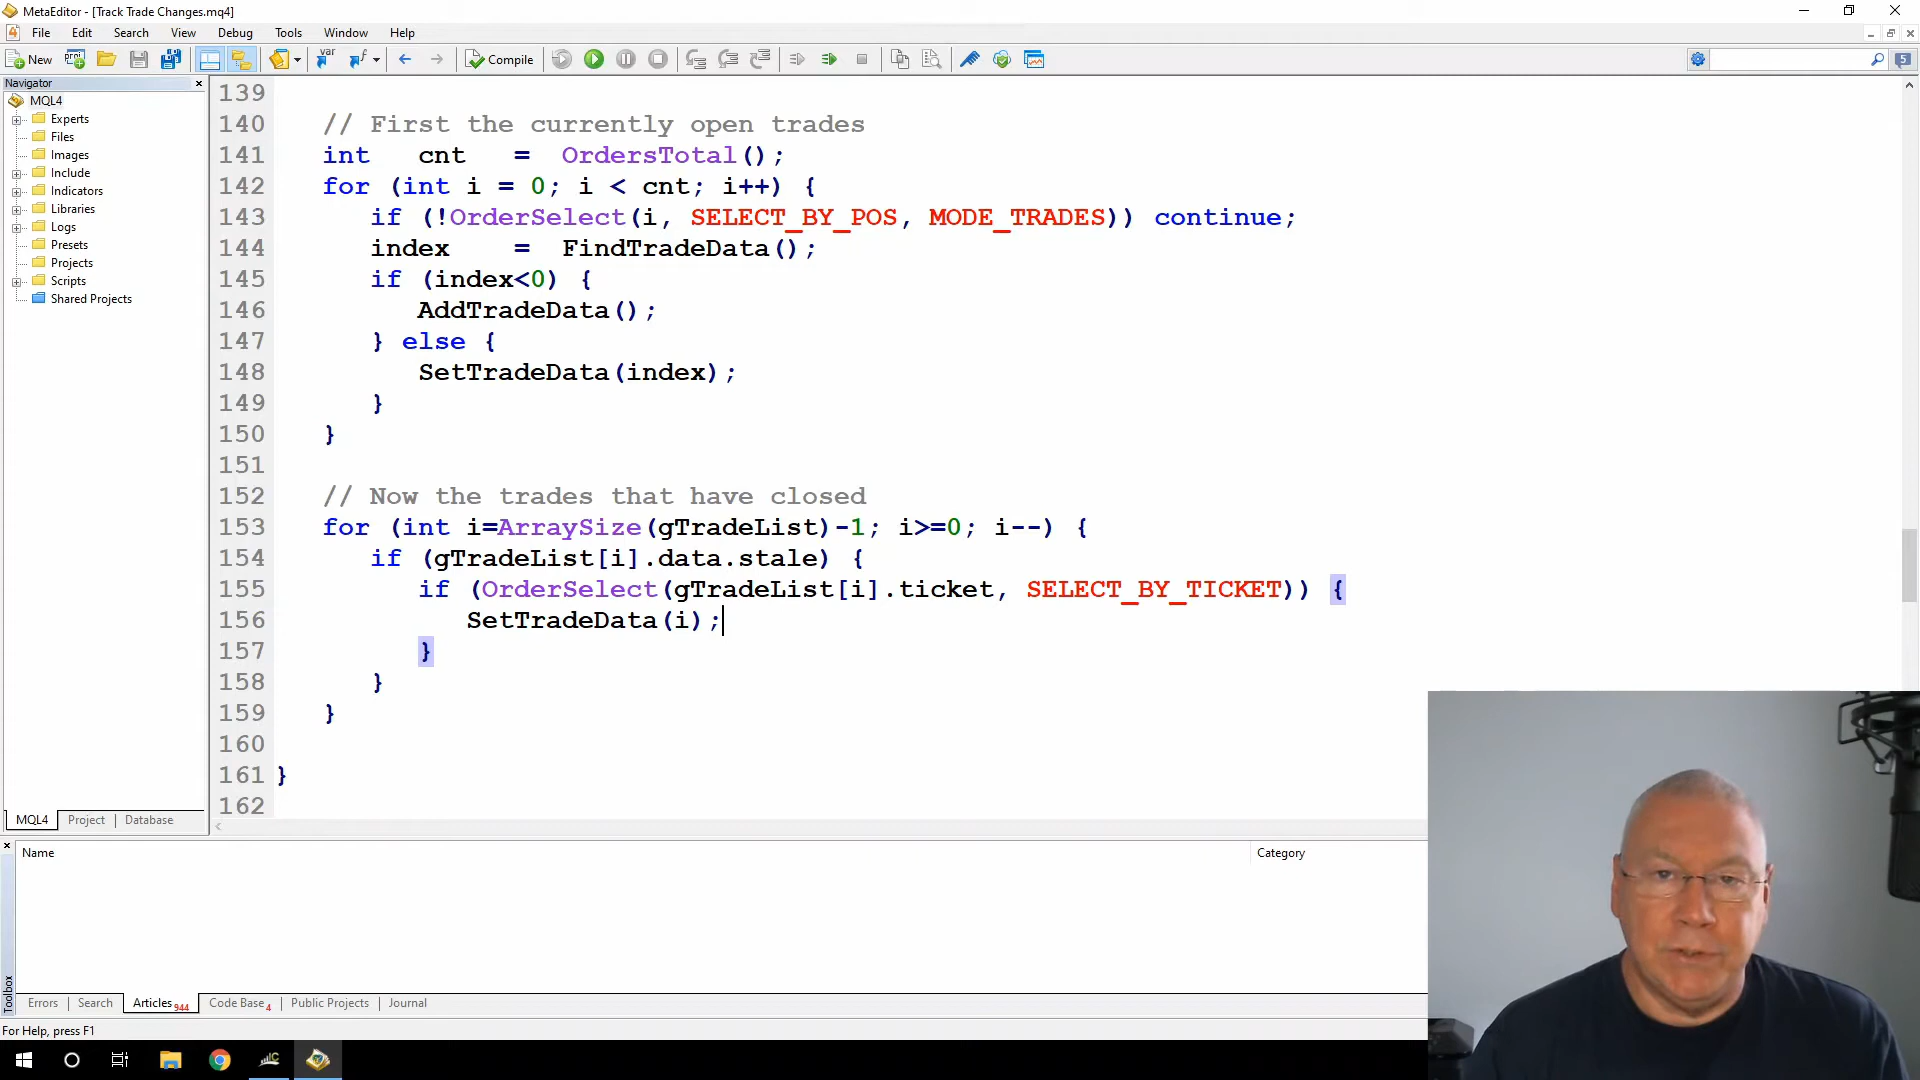 MetaEditor - [Track Trade Changes.mq4]
File Edit Search View Debug Tools Window Help
New Compile
Navigator
MQL4
Experts
Files
Images
Include
Indicators
Libraries
Logs
Presets
Projects
Scripts
Shared Projects
MQL4 Project Database
139
140 // First the currently open trades
141 int cnt = OrdersTotal();
142 for (int i = 0; i < cnt; i++) {
143 if (!OrderSelect(i, SELECT_BY_POS, MODE_TRADES)) continue;
144 index = FindTradeData();
145 if (index<0) {
146 AddTradeData();
147 } else {
148 SetTradeData(index);
149 }
150 }
151
152 // Now the trades that have closed
153 for (int i=ArraySize(gTradeList)-1; i>=0; i--) {
154 if (gTradeList[i].data.stale) {
155 if (OrderSelect(gTradeList[i].ticket, SELECT_BY_TICKET)) {
156 SetTradeData(i);
157 }
158 }
159 }
160
161 }
162
Name Category
Toolbox
Errors Search Articles 944 Code Base 4 Public Projects Journal
For Help, press F1